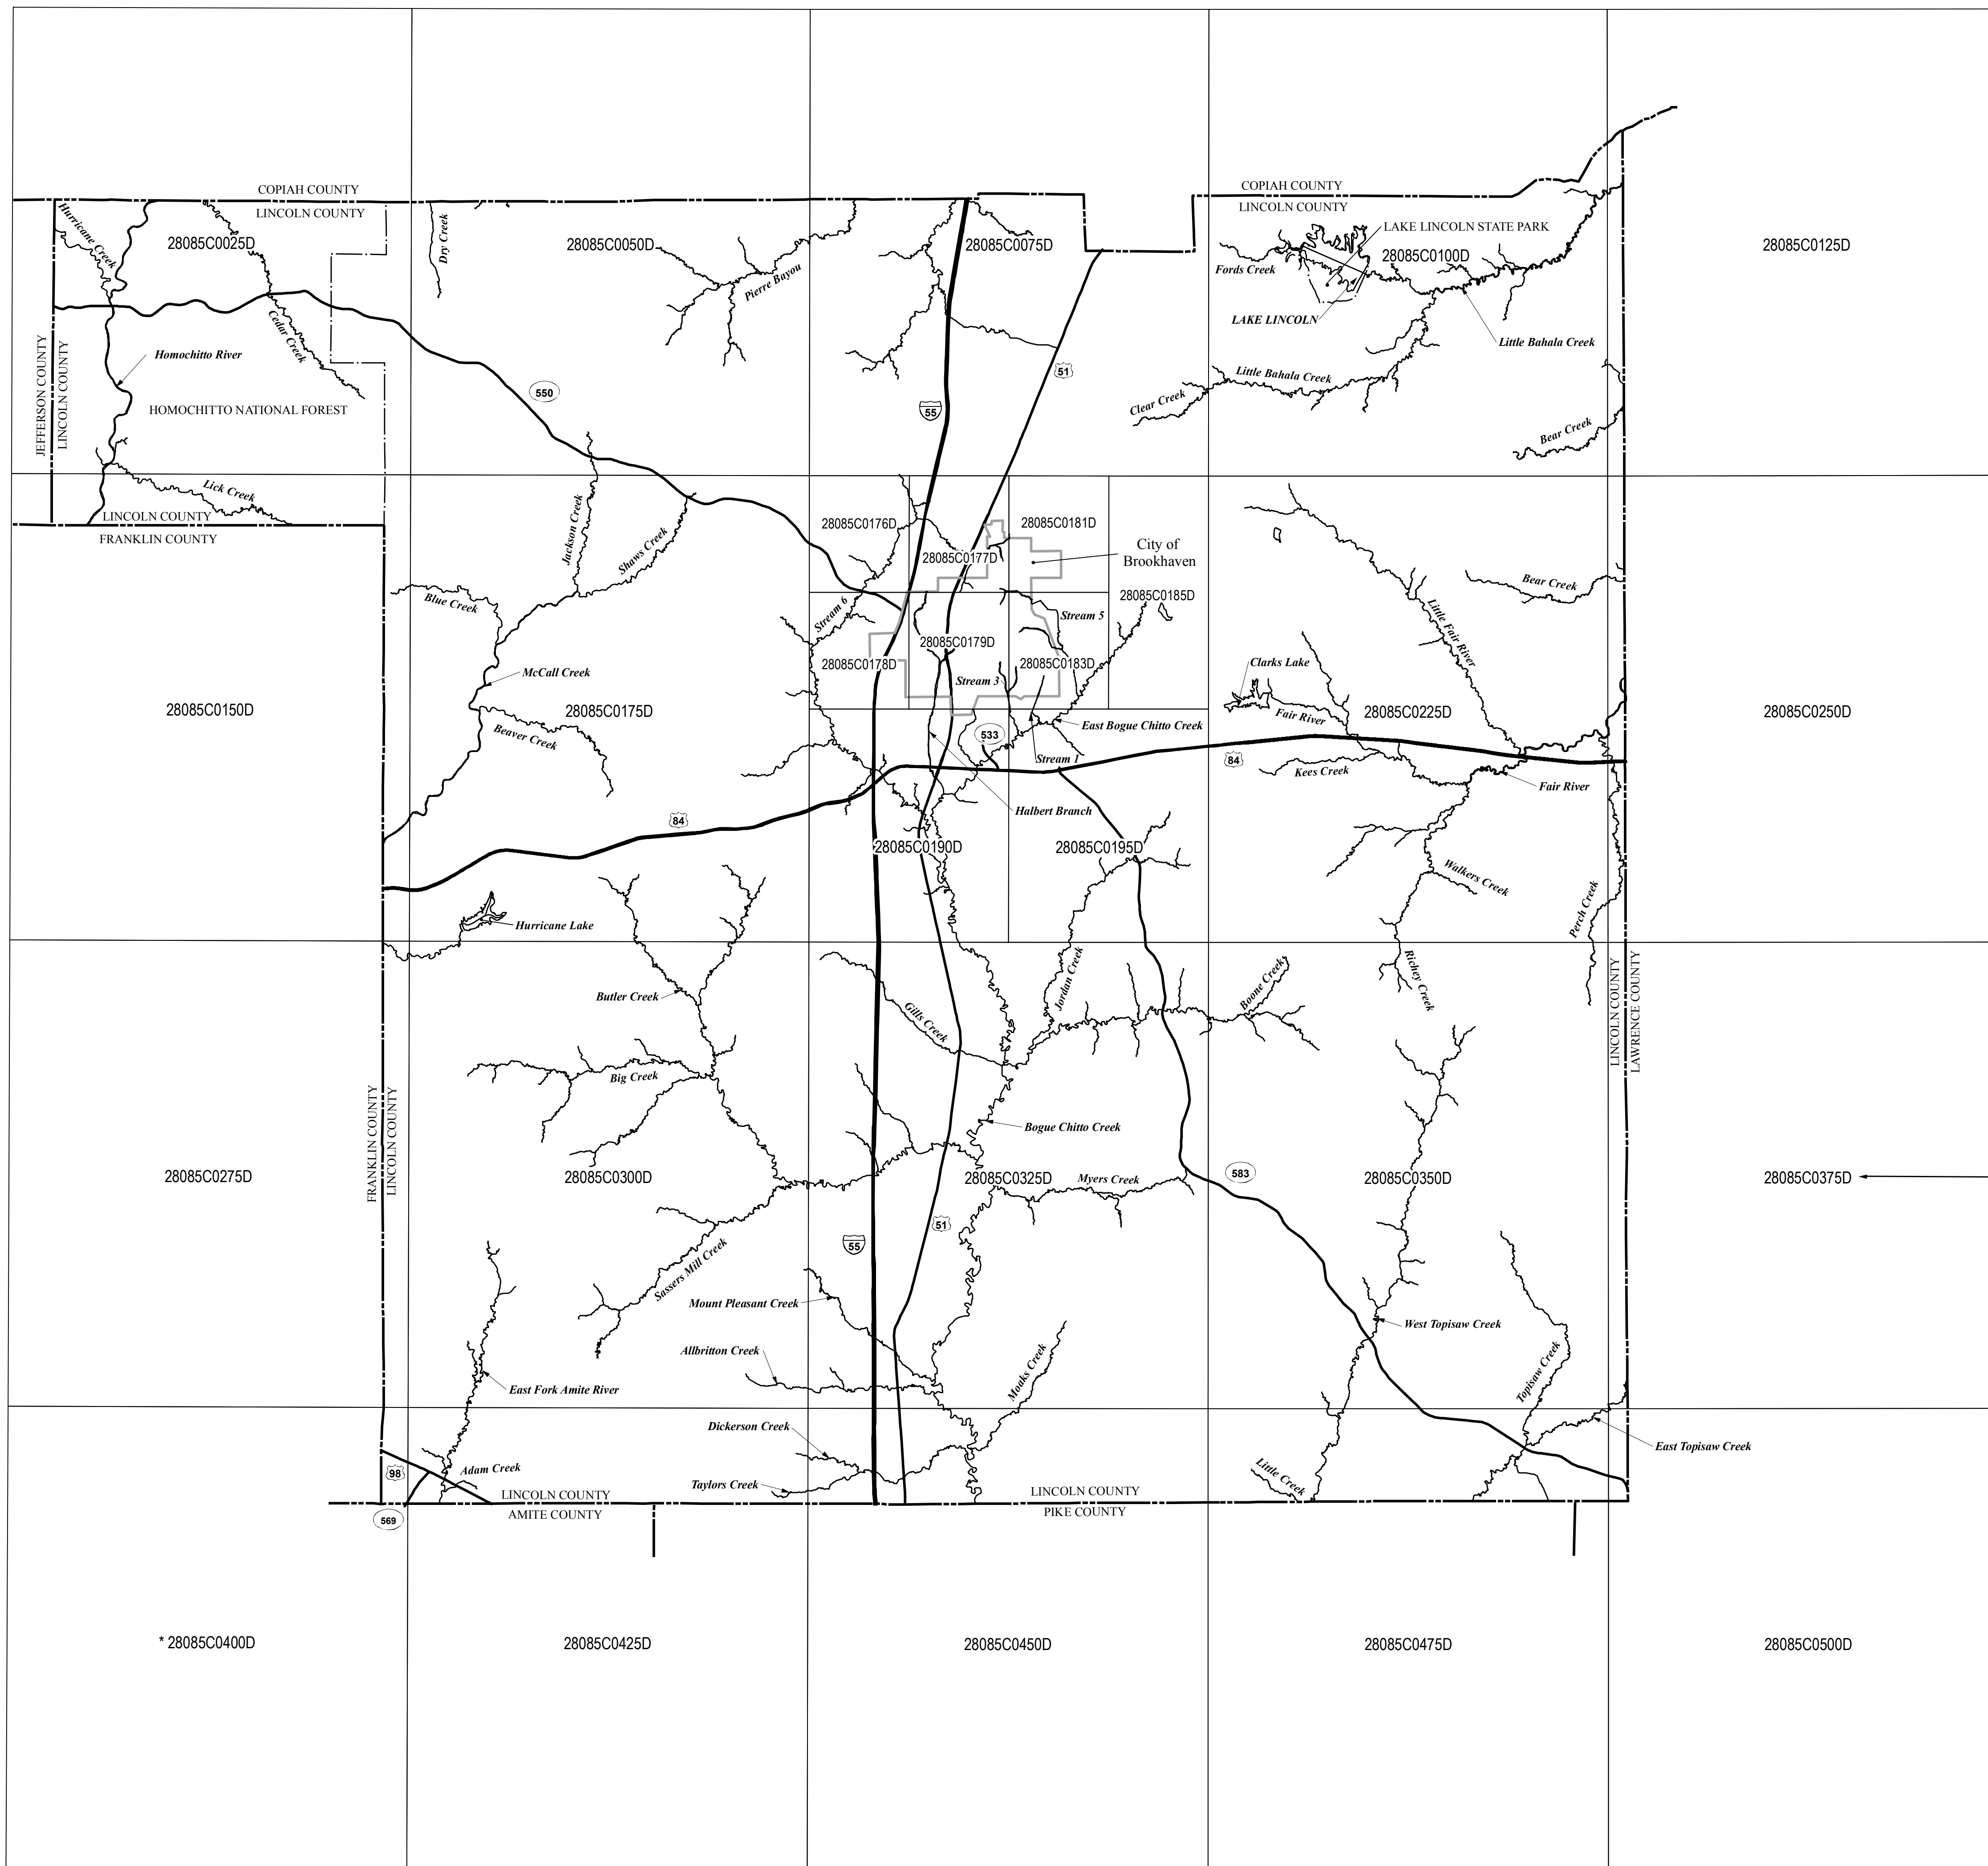 COPIAH COUNTY
LINCOLN COUNTY
COPIAH COUNTY
LINCOLN COUNTY
Hurricane Creek
28085C0025D
Dry Creek
28085C0050D
Pierre Bayou
28085C0075D
LAKE LINCOLN STATE PARK
28085C0100D
Fords Creek
28085C0125D
LAKE LINCOLN
Little Bahala Creek
Cedar Creek
JEFFERSON COUNTY
LINCOLN COUNTY
Homochitto River
HOMOCHITTO NATIONAL FOREST
550
55
51
Little Bahala Creek
Clear Creek
Bear Creek
Lick Creek
LINCOLN COUNTY
FRANKLIN COUNTY
Jackson Creek
Shaws Creek
28085C0176D
28085C0181D
28085C0177D
City of
Brookhaven
Blue Creek
Stream 6
28085C0185D
Stream 5
Bear Creek
Little Fair River
28085C0179D
28085C0178D
28085C0183D
Stream 3
McCall Creek
Clarks Lake
28085C0150D
28085C0175D
Fair River
28085C0225D
28085C0250D
Beaver Creek
East Bogue Chitto Creek
533
Stream 1
84
Kees Creek
Fair River
Halbert Branch
84
28085C0190D
28085C0195D
Walkers Creek
Perch Creek
Hurricane Lake
Butler Creek
Gills Creek
Jordan Creek
Boone Creek
Richey Creek
LINCOLN COUNTY
LAWRENCE COUNTY
Big Creek
FRANKLIN COUNTY
LINCOLN COUNTY
Bogue Chitto Creek
28085C0275D
28085C0300D
28085C0325D
Myers Creek
583
28085C0350D
28085C0375D
51
55
Sassers Mill Creek
Mount Pleasant Creek
West Topisaw Creek
Allbritton Creek
Moaks Creek
Topisaw Creek
East Fork Amite River
Dickerson Creek
East Topisaw Creek
98
Adam Creek
Taylors Creek
Little Creek
LINCOLN COUNTY
AMITE COUNTY
LINCOLN COUNTY
PIKE COUNTY
569
* 28085C0400D
28085C0425D
28085C0450D
28085C0475D
28085C0500D